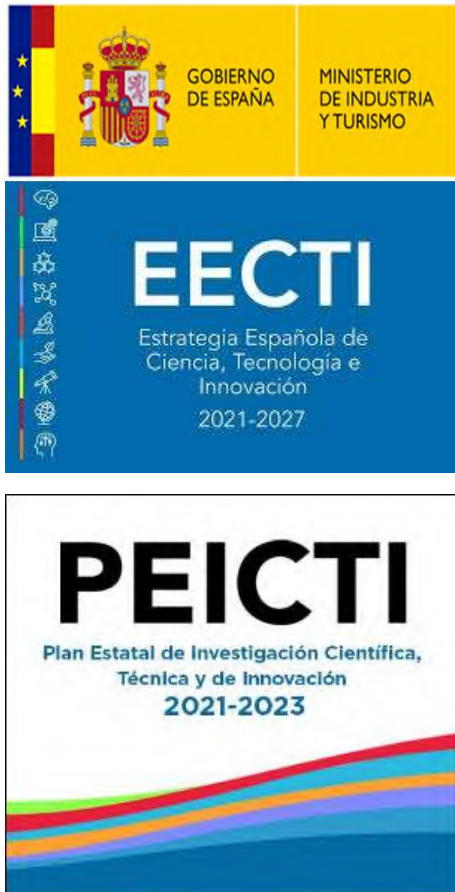 GOBIERNO
DE ESPAÑA
MINISTERIO
DE INDUSTRIA
Y TURISMO
EECTI
Estrategia Española de
Ciencia, Tecnología e
Innovación
2021-2027
PEICTI
Plan Estatal de Investigación Científica,
Técnica y de Innovación
2021-2023